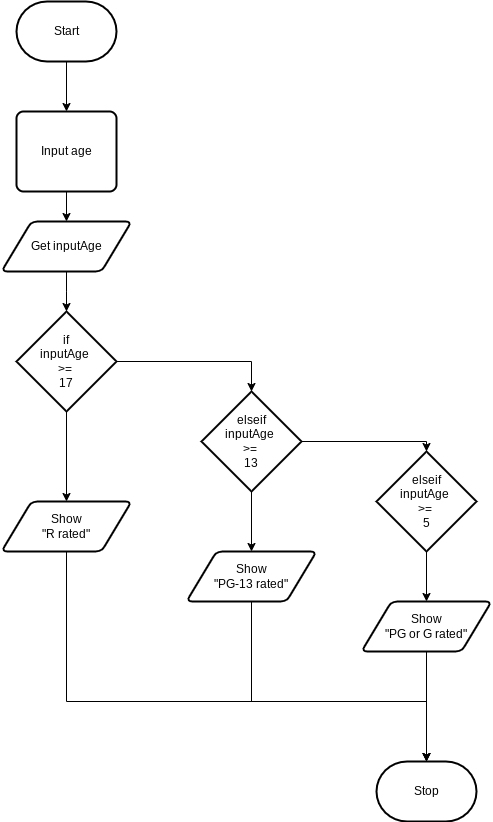 Start
Input age
Get inputAge
if
inputAge
>=
17
elseif
inputAge
>=
13
elseif
inputAge
>=
5
Show
"R rated"
Show
"PG-13 rated"
Show
"PG or G rated"
Stop